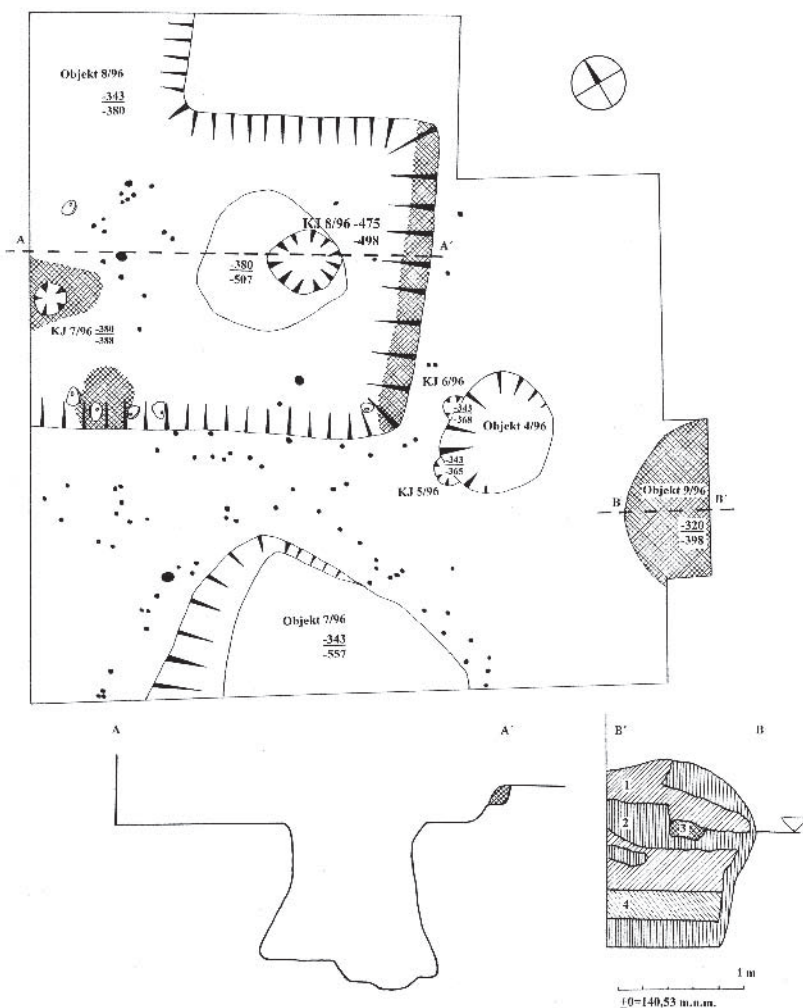 Objekt 8/96
-343
-380
KJ 8/96 -475
-498
A
A´
-380
-507
KJ 7/96 -380
-388
KJ 6/96
-343
-368
Objekt 4/96
-343
-365
KJ 5/96
Objekt 9/96
B
B´
-320
-398
Objekt 7/96
-343
-557
A
A´
B´
B
1
2
3
4
1 m
±0=140,53 m.n.m.